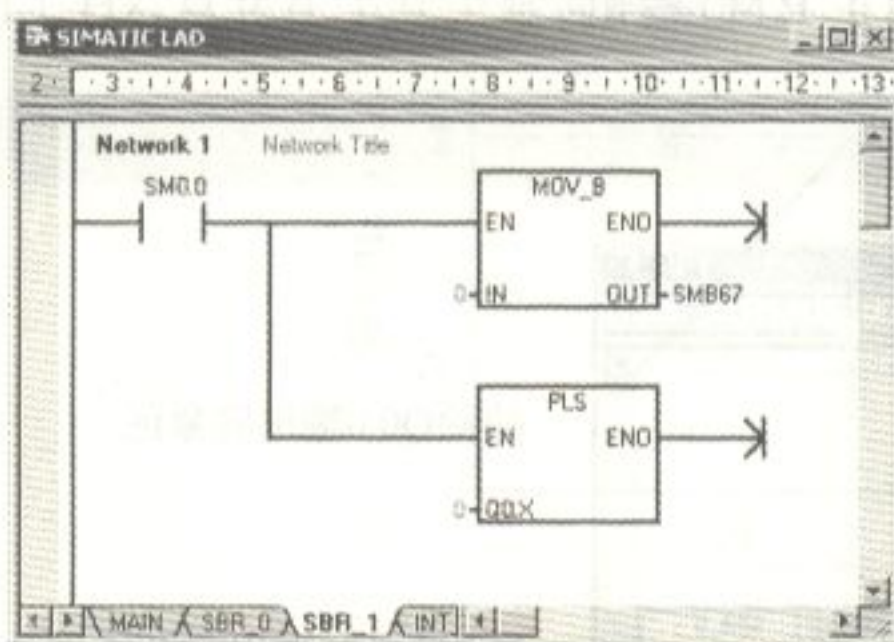 SIMATIC LAD
2 · 3 · 4 · 5 · 6 · 7 · 8 · 9 · 10 · 11 · 12 · 13
Network 1 Network Title
SM0.0
MOV_B
EN ENO
0 IN OUT SMB67
PLS
EN ENO
0 Q0.X
MAIN SBR_0 SBR_1 INT